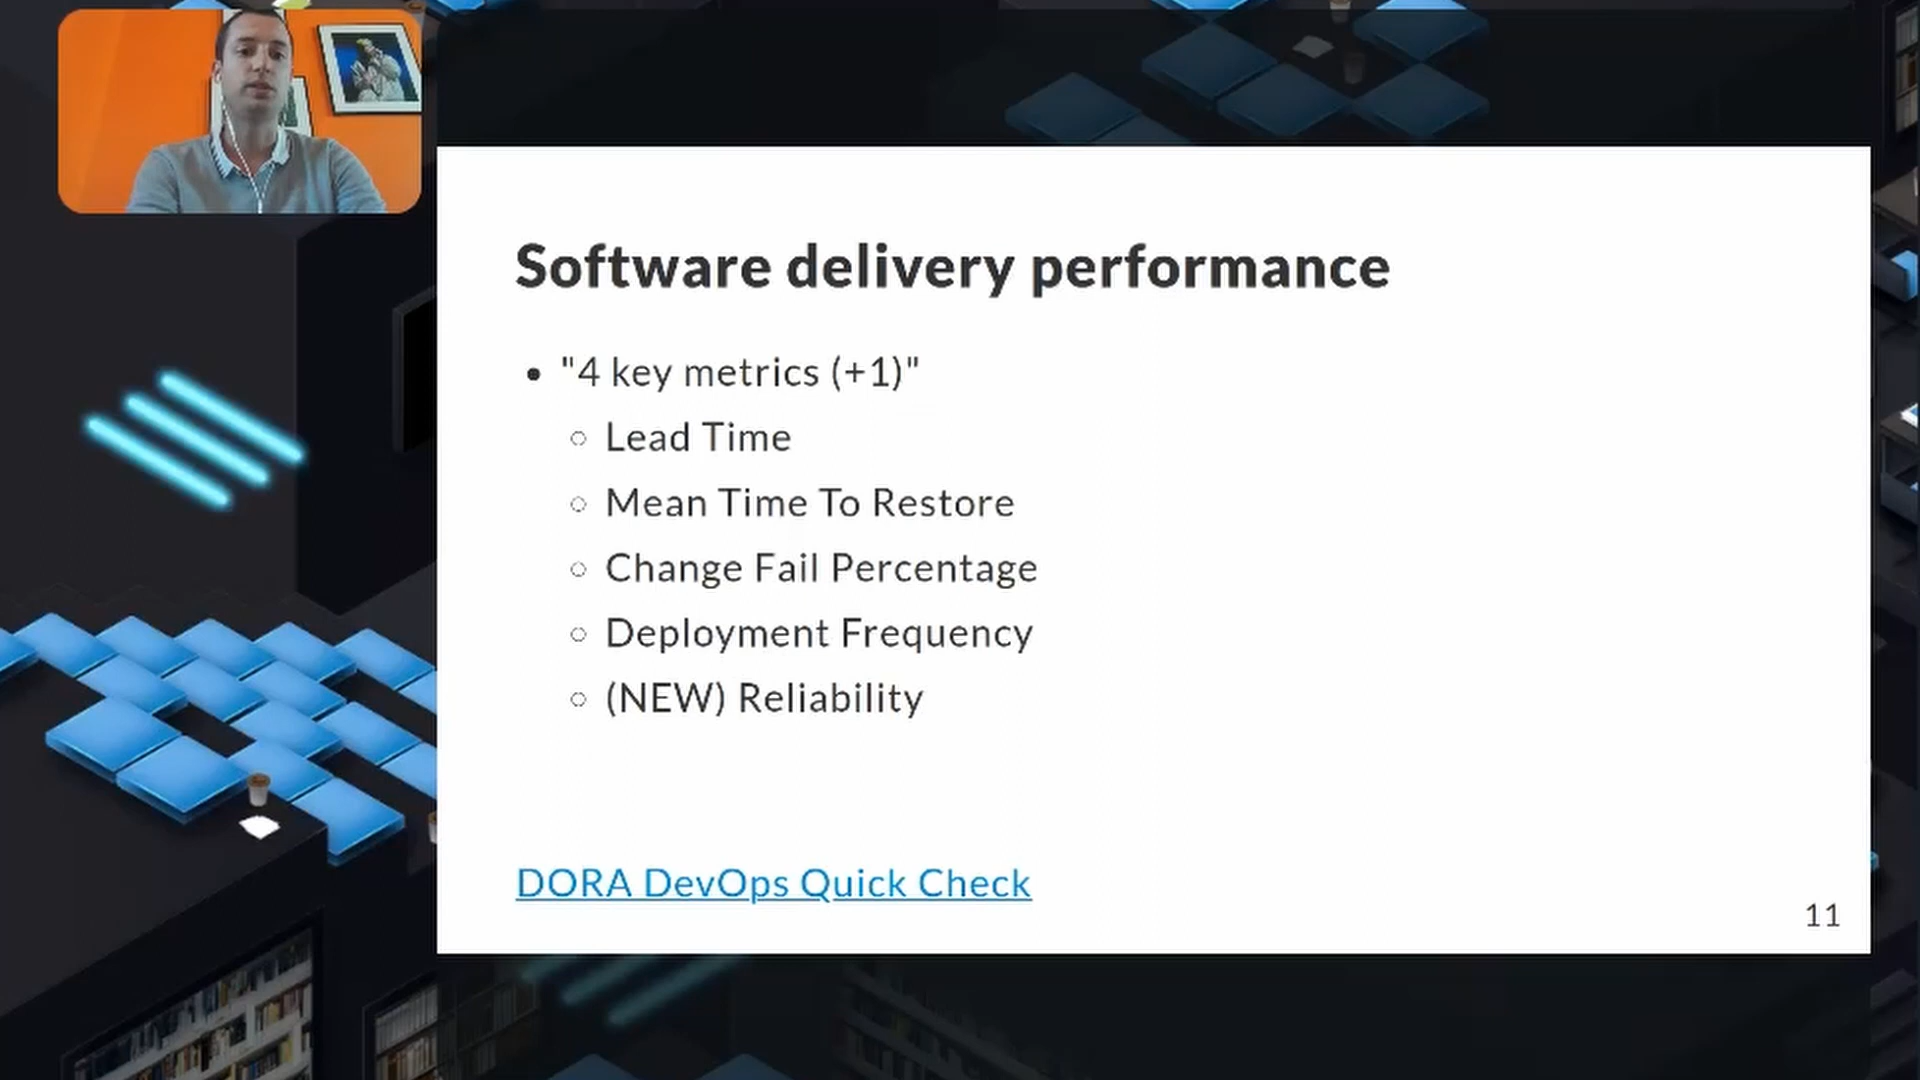 Software delivery performance
• "4 key metrics (+1)"
○ Lead Time
○ Mean Time To Restore
○ Change Fail Percentage
○ Deployment Frequency
○ (NEW) Reliability
DORA DevOps Quick Check
11